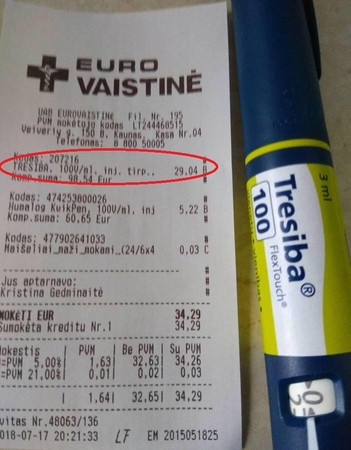 EURO
VAISTINĖ
UAB EUROVAISTINĖ Fil. Nr. 195
PVM mokėtojo kodas LT244468515
Veiverių g. 150 B. Kaunas. Kasa Nr.04
Telefonas: 8 800 50005
Kodas: 207216
TRESIBA, 100V/ml. inj. tirp.. 29.04 B
Komp.suma: 98.54 Eur
Kodas: 474253000026
Humalog KwikPen, 100V/ml. inj 5.22 B
Komp.suma: 60.65 Eur
Kodas: 477902641033
Maišeliai_maži_mokami_(24/6x4 0,03 C
Jus aptarnavo:
Kristina Gedminaitė
MOKĖTI EUR 34,29
Sumokėta kreditu Nr.1 34,29
Mokestis | PVM | Be PVM | Su PVM
=PVM 5,00% | 1,63 | 32,63 | 34,26
=PVM 21,00% | 0,01 | 0,02 | 0,03
| 1,64 | 32,65 | 34,29
vitas Nr.48063/136
018-07-17 20:21:33 LF EM 2015051825
3 ml
Tresiba®
100 FlexTouch®
0
2